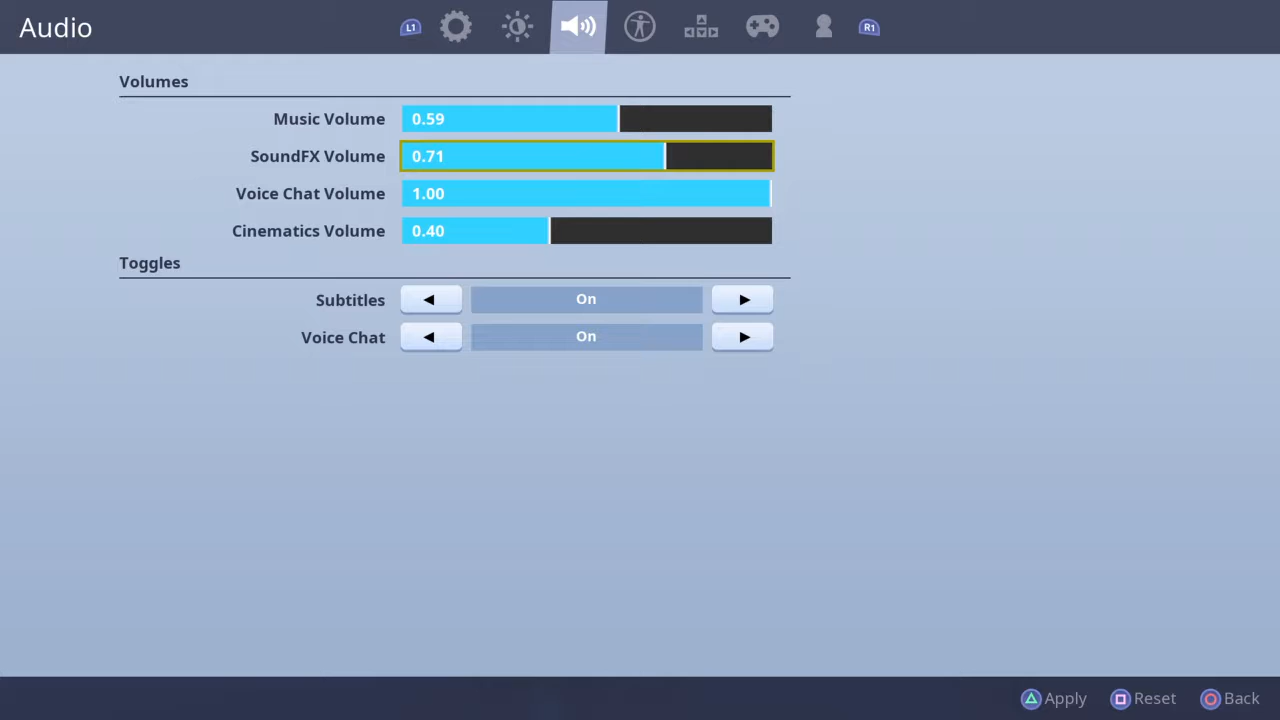 Audio
L1
R1
Volumes
Music Volume 0.59
SoundFX Volume 0.71
Voice Chat Volume 1.00
Cinematics Volume 0.40
Toggles
Subtitles On
Voice Chat On
Apply Reset Back